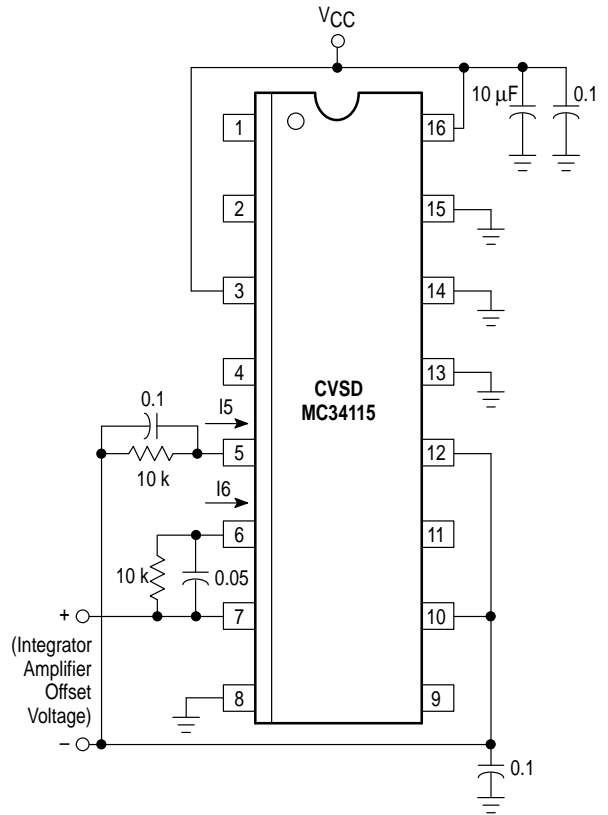 VCC
10 µF
0.1
1
16
2
15
3
14
4
13
CVSD
MC34115
0.1
I5
5
12
10 k
I6
6
11
10 k
0.05
+
7
10
(Integrator
Amplifier
Offset
Voltage)
8
9
–
0.1